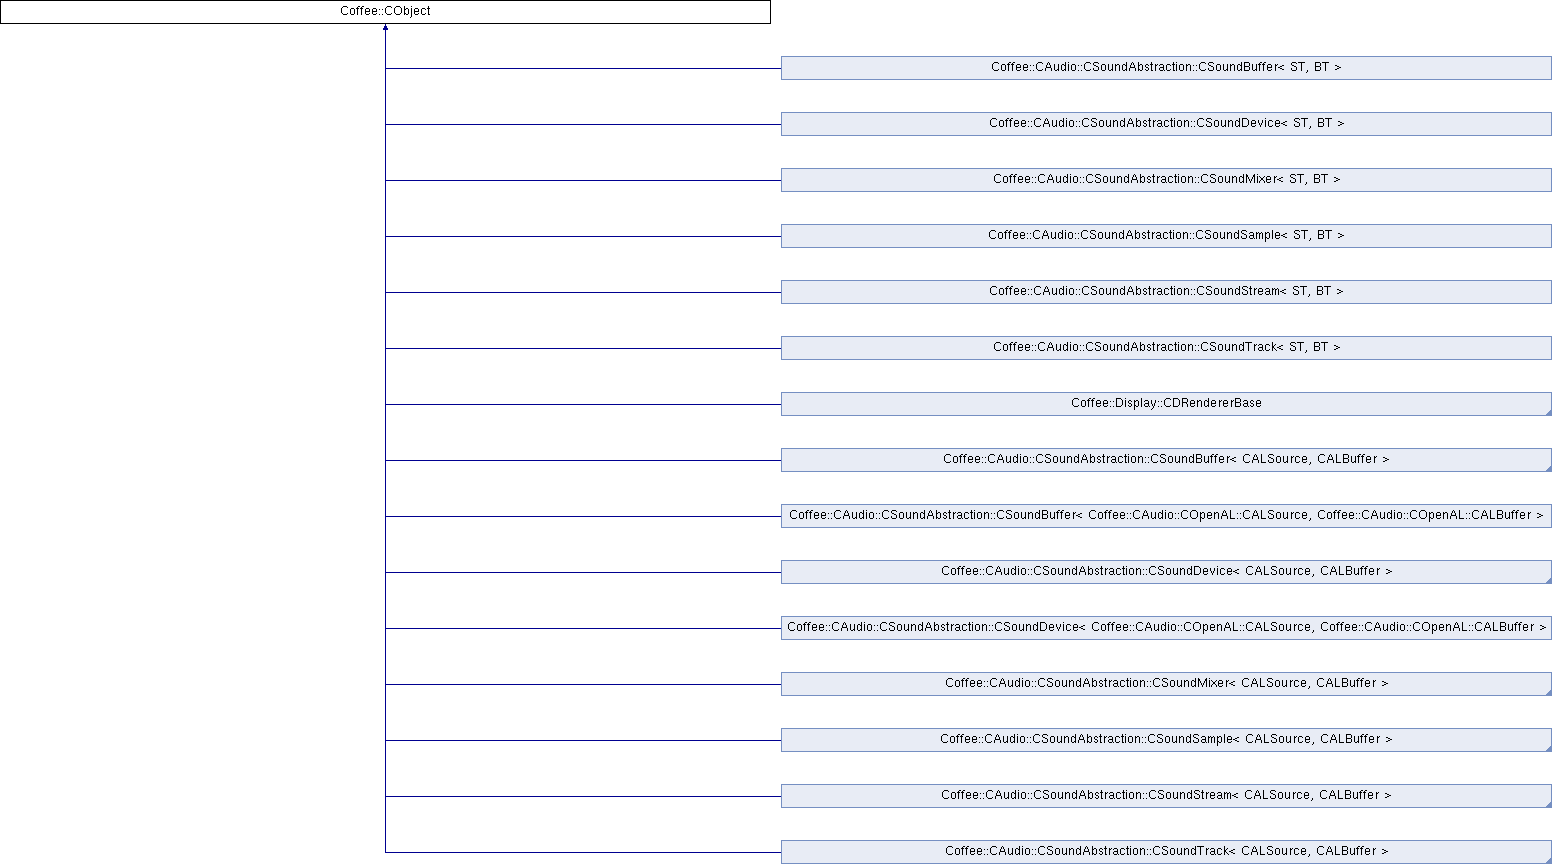 Coffee::CObject
Coffee::CAudio::CSoundAbstraction::CSoundBuffer< ST, BT >
Coffee::CAudio::CSoundAbstraction::CSoundDevice< ST, BT >
Coffee::CAudio::CSoundAbstraction::CSoundMixer< ST, BT >
Coffee::CAudio::CSoundAbstraction::CSoundSample< ST, BT >
Coffee::CAudio::CSoundAbstraction::CSoundStream< ST, BT >
Coffee::CAudio::CSoundAbstraction::CSoundTrack< ST, BT >
Coffee::Display::CDRendererBase
Coffee::CAudio::CSoundAbstraction::CSoundBuffer< CALSource, CALBuffer >
Coffee::CAudio::CSoundAbstraction::CSoundBuffer< Coffee::CAudio::COpenAL::CALSource, Coffee::CAudio::COpenAL::CALBuffer >
Coffee::CAudio::CSoundAbstraction::CSoundDevice< CALSource, CALBuffer >
Coffee::CAudio::CSoundAbstraction::CSoundDevice< Coffee::CAudio::COpenAL::CALSource, Coffee::CAudio::COpenAL::CALBuffer >
Coffee::CAudio::CSoundAbstraction::CSoundMixer< CALSource, CALBuffer >
Coffee::CAudio::CSoundAbstraction::CSoundSample< CALSource, CALBuffer >
Coffee::CAudio::CSoundAbstraction::CSoundStream< CALSource, CALBuffer >
Coffee::CAudio::CSoundAbstraction::CSoundTrack< CALSource, CALBuffer >